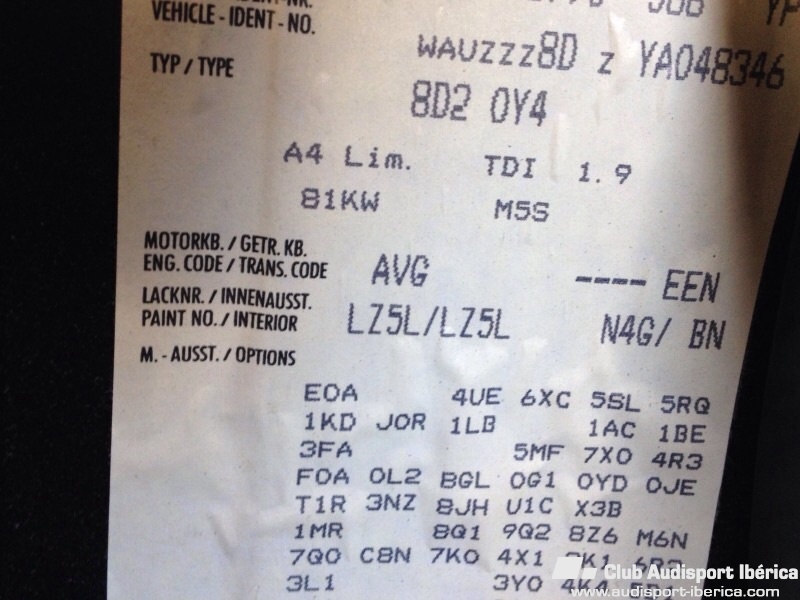 VEHICLE - IDENT - NO.
WAUZZZ8D Z YA048346
TYP / TYPE
8D2 0Y4
A4 Lim. TDI 1.9
81KW M5S
MOTORKB. / GETR. KB.
ENG. CODE / TRANS. CODE AVG ---- EEN
LACKNR. / INNENAUSST.
PAINT NO. / INTERIOR LZ5L/LZ5L N4G/ BN
M. - AUSST. / OPTIONS
E0A 4UE 6XC 5SL 5RQ
1KD J0R 1LB 1AC 1BE
3FA 5MF 7X0 4R3
F0A 0L2 BGL 0G1 0YD 0JE
T1R 3NZ 8JH U1C X3B
1MR 8Q1 9Q2 8Z6 M6N
7Q0 C8N 7K0 4X1
3L1 3Y0 4K4
Club Audisport Ibérica
www.audisport-iberica.com